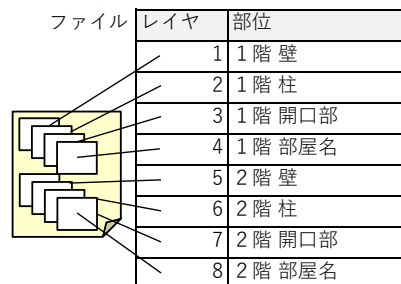 ファイル レイヤ 部位
1 1階 壁
2 1階 柱
3 1階 開口部
4 1階 部屋名
5 2階 壁
6 2階 柱
7 2階 開口部
8 2階 部屋名